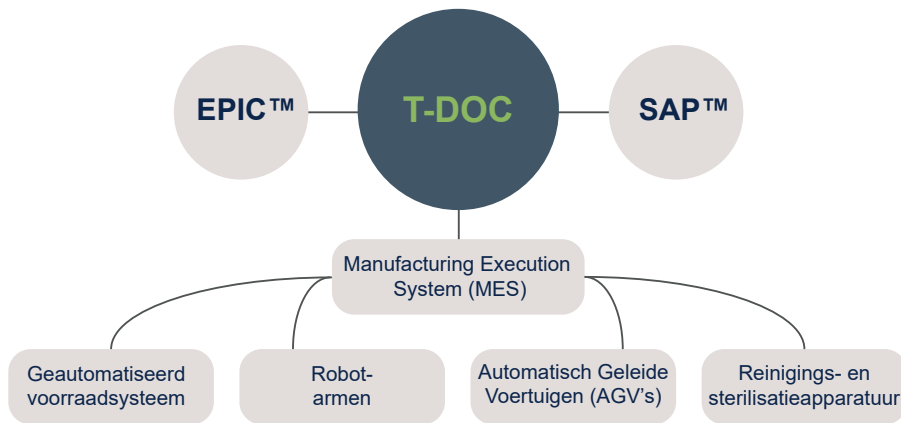 EPIC™
T-DOC
SAP™
Manufacturing Execution
System (MES)
Geautomatiseerd
voorraadsysteem
Robot-
armen
Automatisch Geleide
Voertuigen (AGV’s)
Reinigings- en
sterilisatieapparatuur